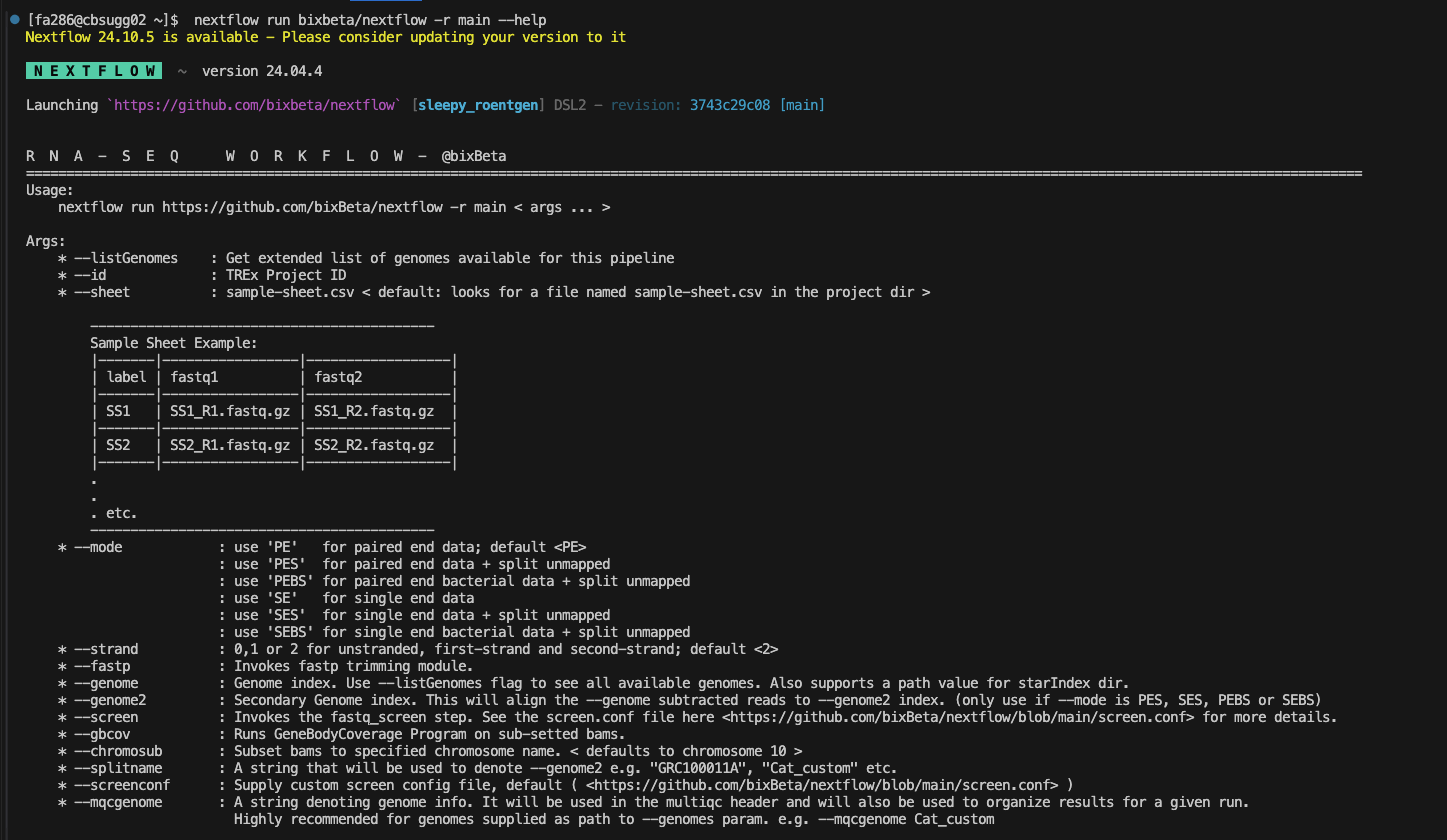 [fa286@cbsugg02 ~]$  nextflow run bixbeta/nextflow -r main --help
Nextflow 24.10.5 is available - Please consider updating your version to it
N E X T F L O W  ~  version 24.04.4
Launching `https://github.com/bixbeta/nextflow` [sleepy_roentgen] DSL2 - revision: 3743c29c08 [main]
R  N  A  -  S  E  Q     W  O  R  K  F  L  O  W  -  @bixBeta
=======================================================================================================================================================================
Usage:
    nextflow run https://github.com/bixBeta/nextflow -r main < args ... >
Args:
    * --listGenomes    : Get extended list of genomes available for this pipeline
    * --id             : TREx Project ID
    * --sheet          : sample-sheet.csv < default: looks for a file named sample-sheet.csv in the project dir >
        -------------------------------------------
        Sample Sheet Example:
        |-------|-----------------|------------------|
        | label | fastq1          | fastq2           |
        |-------|-----------------|------------------|
        | SS1   | SS1_R1.fastq.gz | SS1_R2.fastq.gz  |
        |-------|-----------------|------------------|
        | SS2   | SS2_R1.fastq.gz | SS2_R2.fastq.gz  |
        |-------|-----------------|------------------|
        .
        .
        . etc.
        -------------------------------------------
    * --mode            : use 'PE'   for paired end data; default <PE>
                        : use 'PES'  for paired end data + split unmapped
                        : use 'PEBS' for paired end bacterial data + split unmapped
                        : use 'SE'   for single end data
                        : use 'SES'  for single end data + split unmapped
                        : use 'SEBS' for single end bacterial data + split unmapped
    * --strand          : 0,1 or 2 for unstranded, first-strand and second-strand; default <2>
    * --fastp           : Invokes fastp trimming module.
    * --genome          : Genome index. Use --listGenomes flag to see all available genomes. Also supports a path value for starIndex dir.
    * --genome2         : Secondary Genome index. This will align the --genome subtracted reads to --genome2 index. (only use if --mode is PES, SES, PEBS or SEBS)
    * --screen          : Invokes the fastq_screen step. See the screen.conf file here <https://github.com/bixBeta/nextflow/blob/main/screen.conf> for more details.
    * --gbcov           : Runs GeneBodyCoverage Program on sub-setted bams.
    * --chromosub       : Subset bams to specified chromosome name. < defaults to chromosome 10 >
    * --splitname       : A string that will be used to denote --genome2 e.g. "GRC100011A", "Cat_custom" etc.
    * --screenconf      : Supply custom screen config file, default ( <https://github.com/bixBeta/nextflow/blob/main/screen.conf> )
    * --mqcgenome       : A string denoting genome info. It will be used in the multiqc header and will also be used to organize results for a given run.
                          Highly recommended for genomes supplied as path to --genomes param. e.g. --mqcgenome Cat_custom